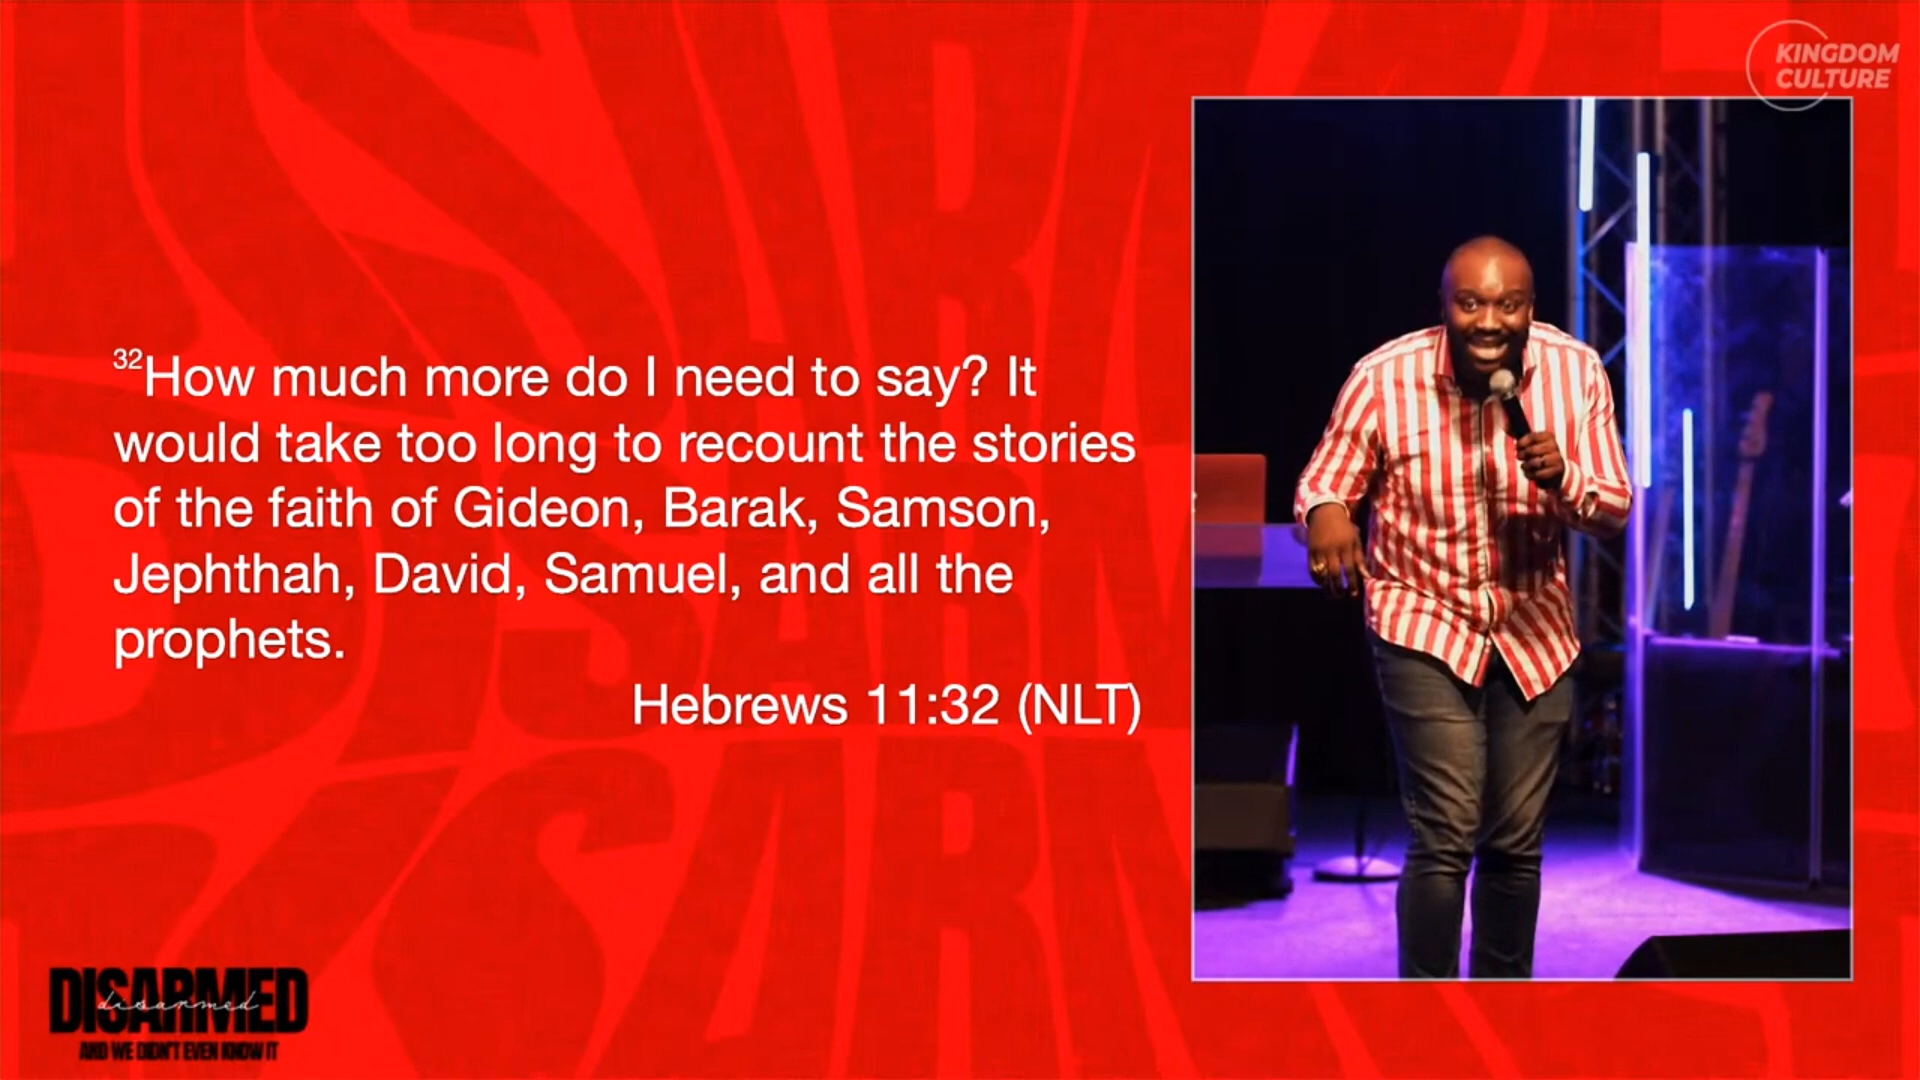 KINGDOM
CULTURE
32How much more do I need to say? It
would take too long to recount the stories
of the faith of Gideon, Barak, Samson,
Jephthah, David, Samuel, and all the
prophets.
Hebrews 11:32 (NLT)
DISARMED
disarmed
AND WE DIDN'T EVEN KNOW IT
DISARMED